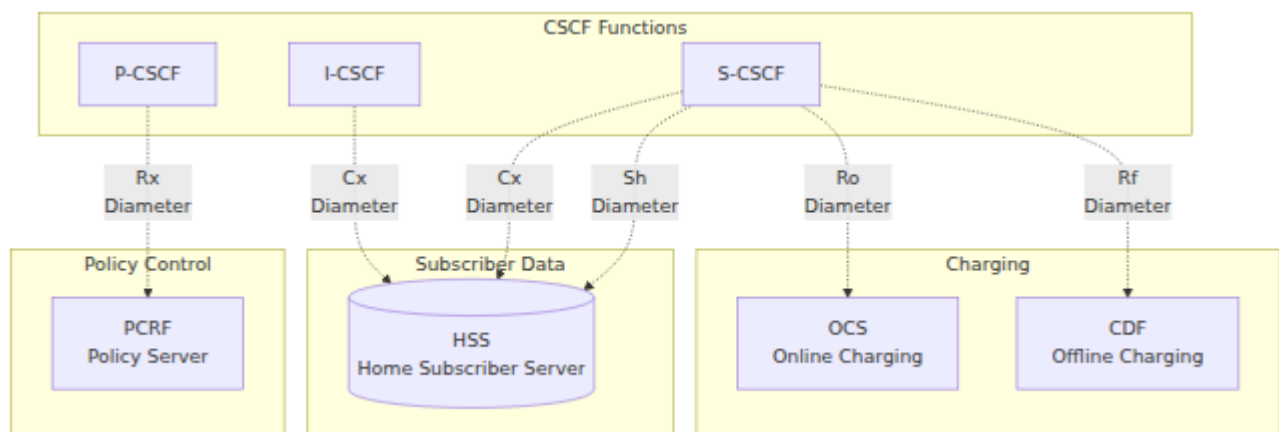 CSCF Functions
P-CSCF
I-CSCF
S-CSCF
Rx
Diameter
Cx
Diameter
Cx
Diameter
Sh
Diameter
Ro
Diameter
Rf
Diameter
Policy Control
PCRF
Policy Server
Subscriber Data
HSS
Home Subscriber Server
Charging
OCS
Online Charging
CDF
Offline Charging